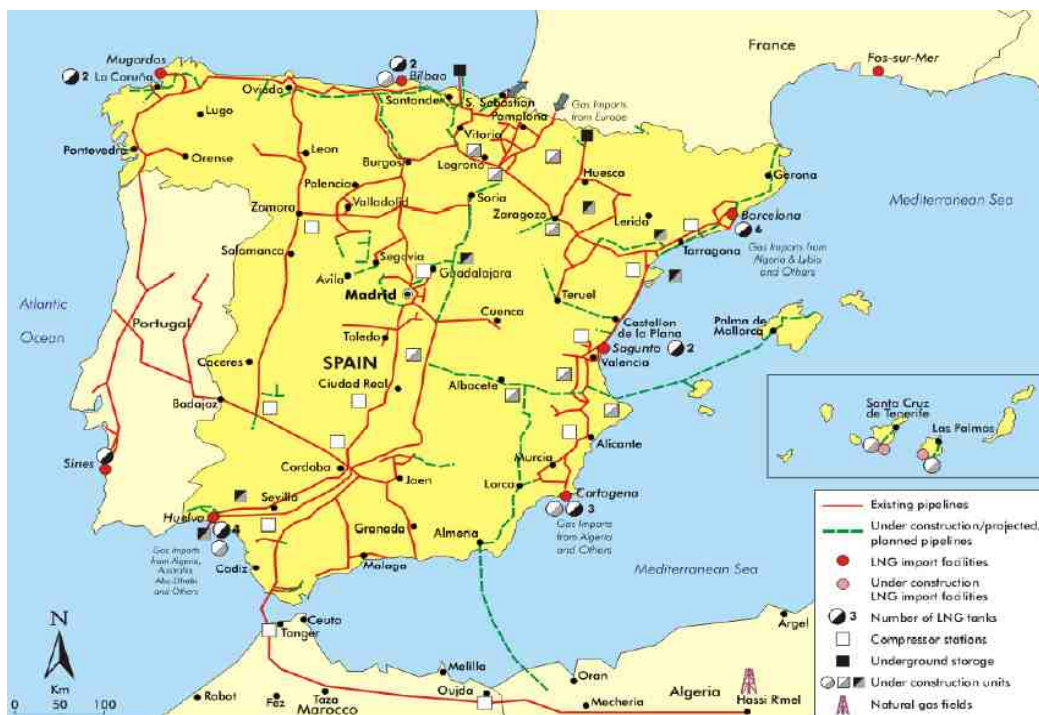 France
Fos-sur-Mer
Mugardos
2
La Coruña
2
Bilbao
Oviedo
Santander
S. Sebastian
Gas Imports
from Europe
Lugo
Pamplona
Vitoria
Pontevedra
Orense
Leon
Burgos
Logrono
Huesca
Gerona
Palencia
Soria
Mediterranean Sea
Zamora
Valladolid
Zaragoza
Lerida
Barcelona
6
Tarragona
Gas Imports from
Algeria & Lybia
and Others
Salamanca
Segovia
Avila
Guadalajara
Madrid
Atlantic
Ocean
Teruel
Portugal
Cuenca
Castellon
de la Plana
Palma de
Mallorca
Toledo
Sagunto
2
Valencia
SPAIN
Caceres
Ciudad Real
Albacete
Badajoz
Santa Cruz
de Tenerife
Las Palmas
Alicante
Sines
Murcia
Cordoba
Jaen
Lorca
Cartagena
3
Sevilla
Huelva
4
Granada
Almeria
Gas Imports
from Algeria
and Others
Gas Imports
from Algeria,
Australia,
Abu-Dhabi
and Others
Cadiz
Malaga
Mediterranean Sea
Ceuta
Tanger
Argel
N
Km
0 50 100
Melilla
Oran
Rabat
Fez
Taza
Marocco
Oujda
Mecheria
Algeria
Hassi R'mel
Existing pipelines
Under construction/projected,
planned pipelines
LNG import facilities
Under construction
LNG import facilities
3 Number of LNG tanks
Compressor stations
Underground storage
Under construction units
Natural gas fields